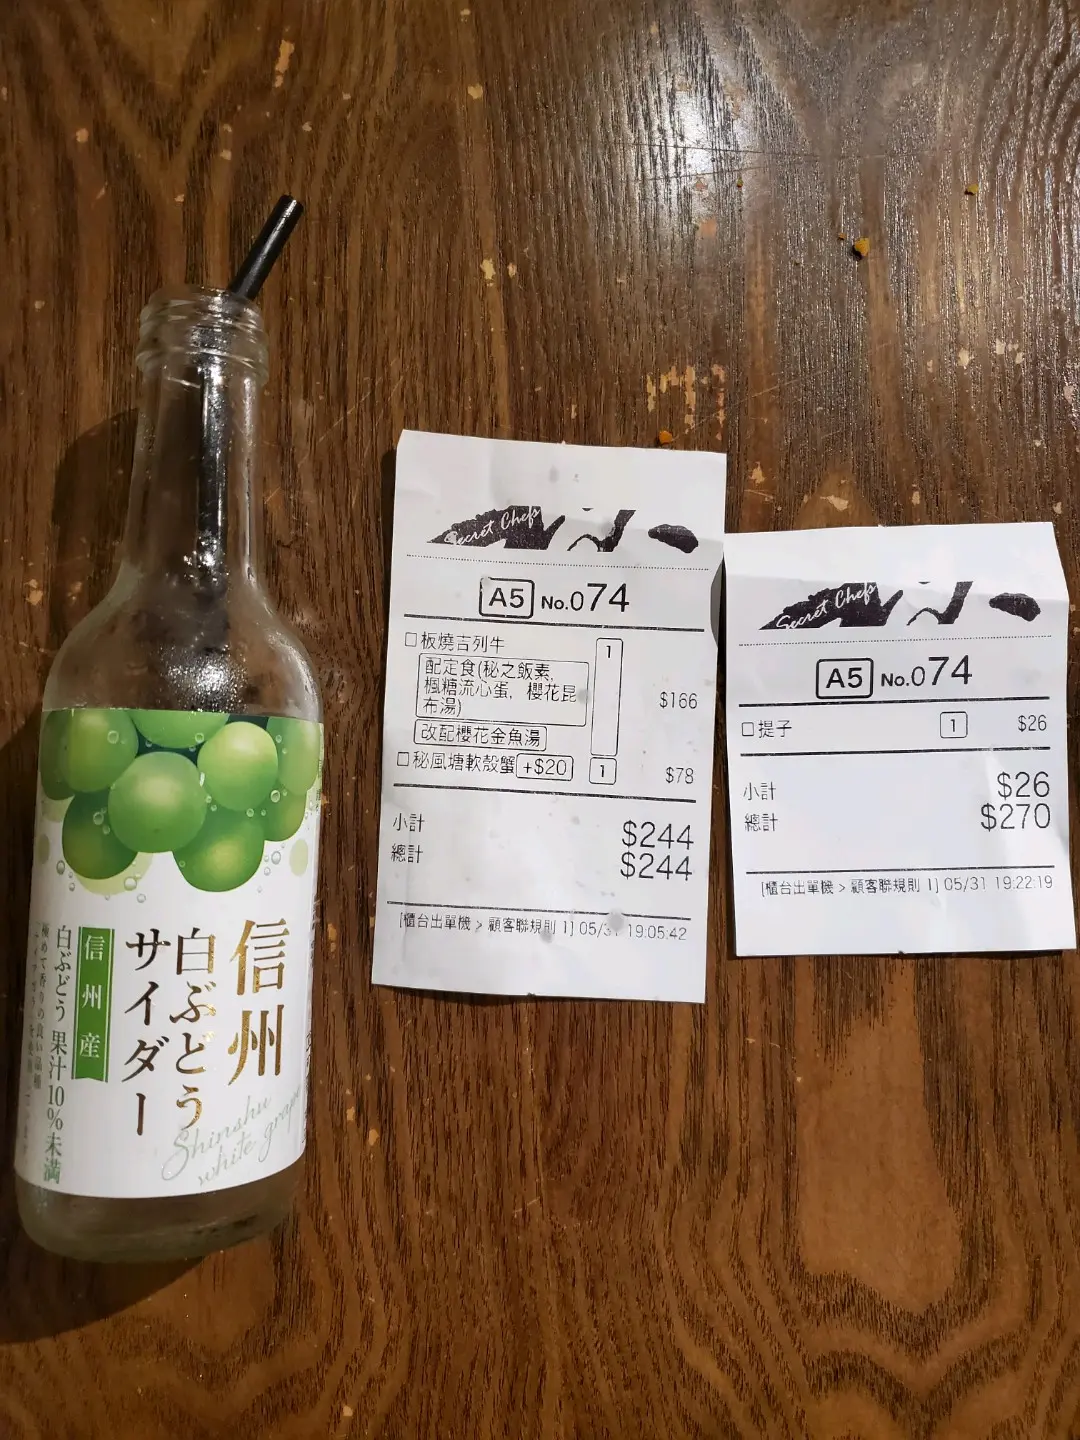 信州
白ぶどう
サイダー
Shinshu
white grape
信州産
白ぶどう 果汁10%未満
Secret Chefs
A5 No.074
板燒吉列牛 1 $166
配定食(秘之飯素,
楓糖流心蛋, 櫻花昆
布湯)
改配櫻花金魚湯
秘風塘軟殼蟹 +$20 1 $78
小計 $244
總計 $244
[櫃台出單機 > 顧客聯規則 1] 05/31 19:05:42
Secret Chefs
A5 No.074
提子 1 $26
小計 $26
總計 $270
[櫃台出單機 > 顧客聯規則 1] 05/31 19:22:19